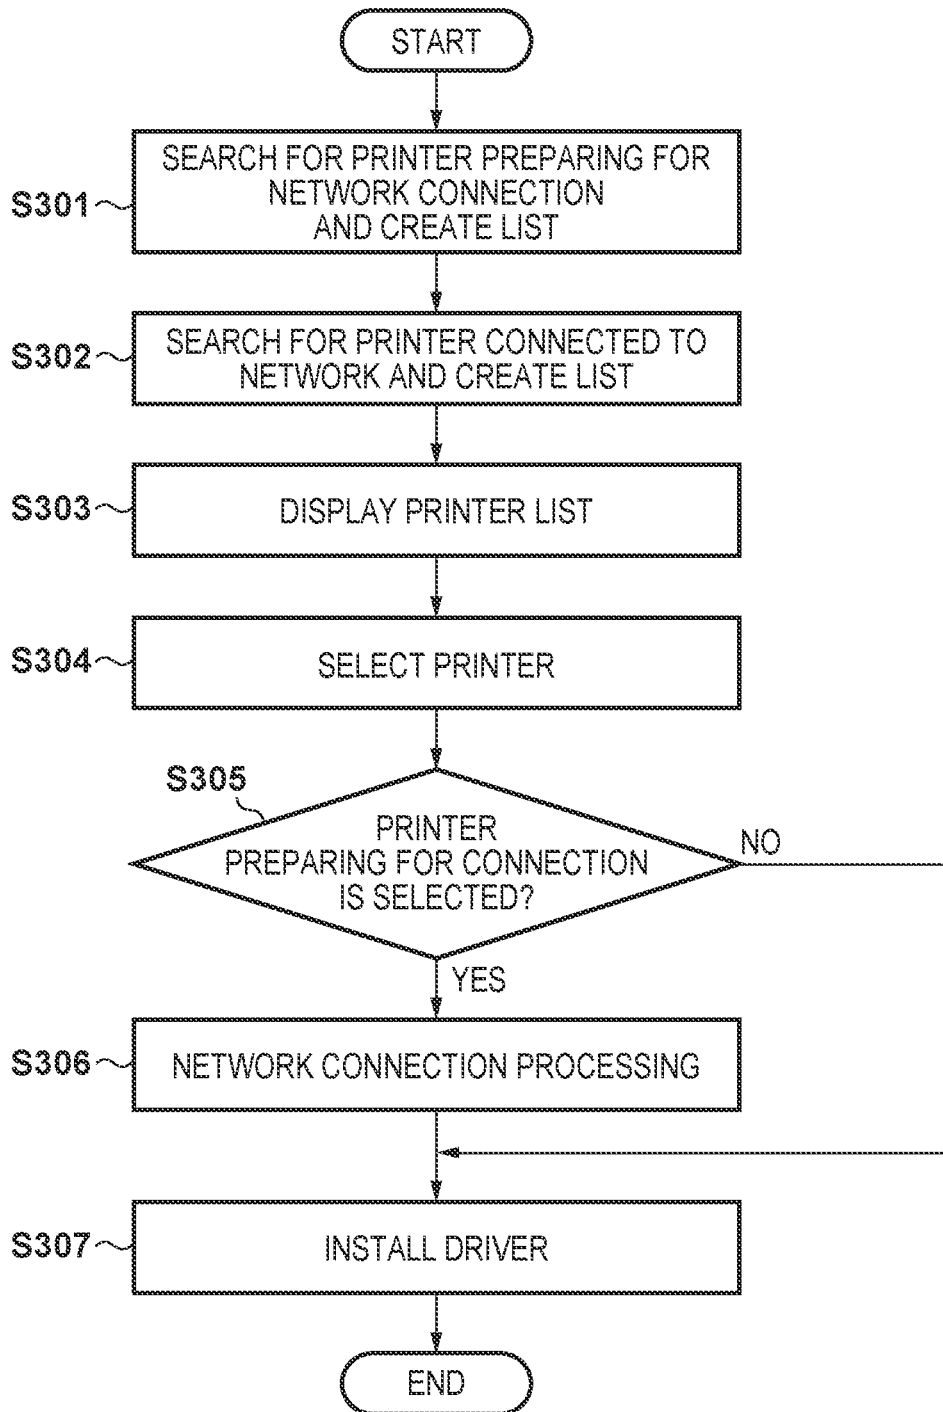 START
S301
SEARCH FOR PRINTER PREPARING FOR
NETWORK CONNECTION
AND CREATE LIST
S302
SEARCH FOR PRINTER CONNECTED TO
NETWORK AND CREATE LIST
S303
DISPLAY PRINTER LIST
S304
SELECT PRINTER
S305
PRINTER
PREPARING FOR CONNECTION
IS SELECTED?
NO
YES
S306
NETWORK CONNECTION PROCESSING
S307
INSTALL DRIVER
END